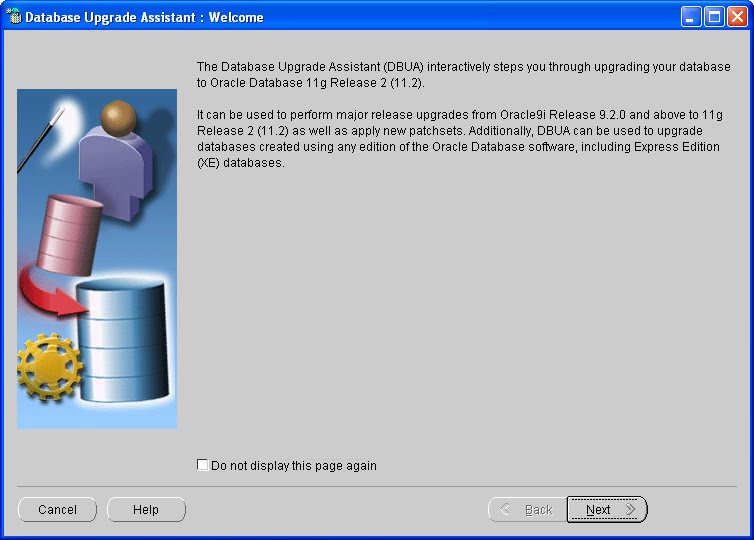 Database Upgrade Assistant : Welcome
The Database Upgrade Assistant (DBUA) interactively steps you through upgrading your database
to Oracle Database 11g Release 2 (11.2).
It can be used to perform major release upgrades from Oracle9i Release 9.2.0 and above to 11g
Release 2 (11.2) as well as apply new patchsets. Additionally, DBUA can be used to upgrade
databases created using any edition of the Oracle Database software, including Express Edition
(XE) databases.
Do not display this page again
Cancel Help Back Next